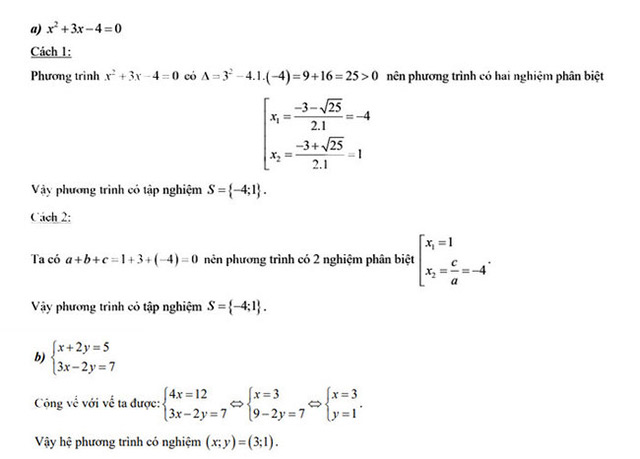 a) x² + 3x − 4 = 0
Cách 1:
Phương trình x² + 3x − 4 = 0 có Δ = 3² − 4.1.(−4) = 9 + 16 = 25 > 0 nên phương trình có hai nghiệm phân biệt
[ x₁ = (−3 − √25)/2.1 = −4
x₂ = (−3 + √25)/2.1 = 1
Vậy phương trình có tập nghiệm S = {−4;1}.
Cách 2:
Ta có a + b + c = 1 + 3 + (−4) = 0 nên phương trình có 2 nghiệm phân biệt [ x₁ = 1
x₂ = c/a = −4 .
Vậy phương trình có tập nghiệm S = {−4;1}.
b) { x + 2y = 5
3x − 2y = 7
Cộng vế với vế ta được: { 4x = 12 ⇔ { x = 3 ⇔ { x = 3
3x − 2y = 7 9 − 2y = 7 y = 1 .
Vậy hệ phương trình có nghiệm (x; y) = (3;1).